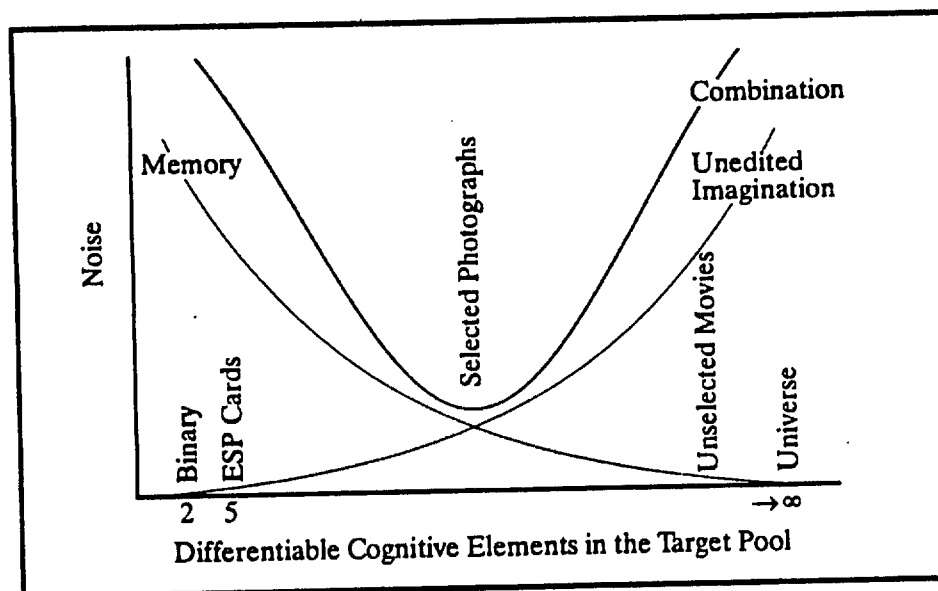 Combination
Memory
Unedited
Imagination
Noise
Selected Photographs
Binary
ESP Cards
Unselected Movies
Universe
2
5
→∞
Differentiable Cognitive Elements in the Target Pool